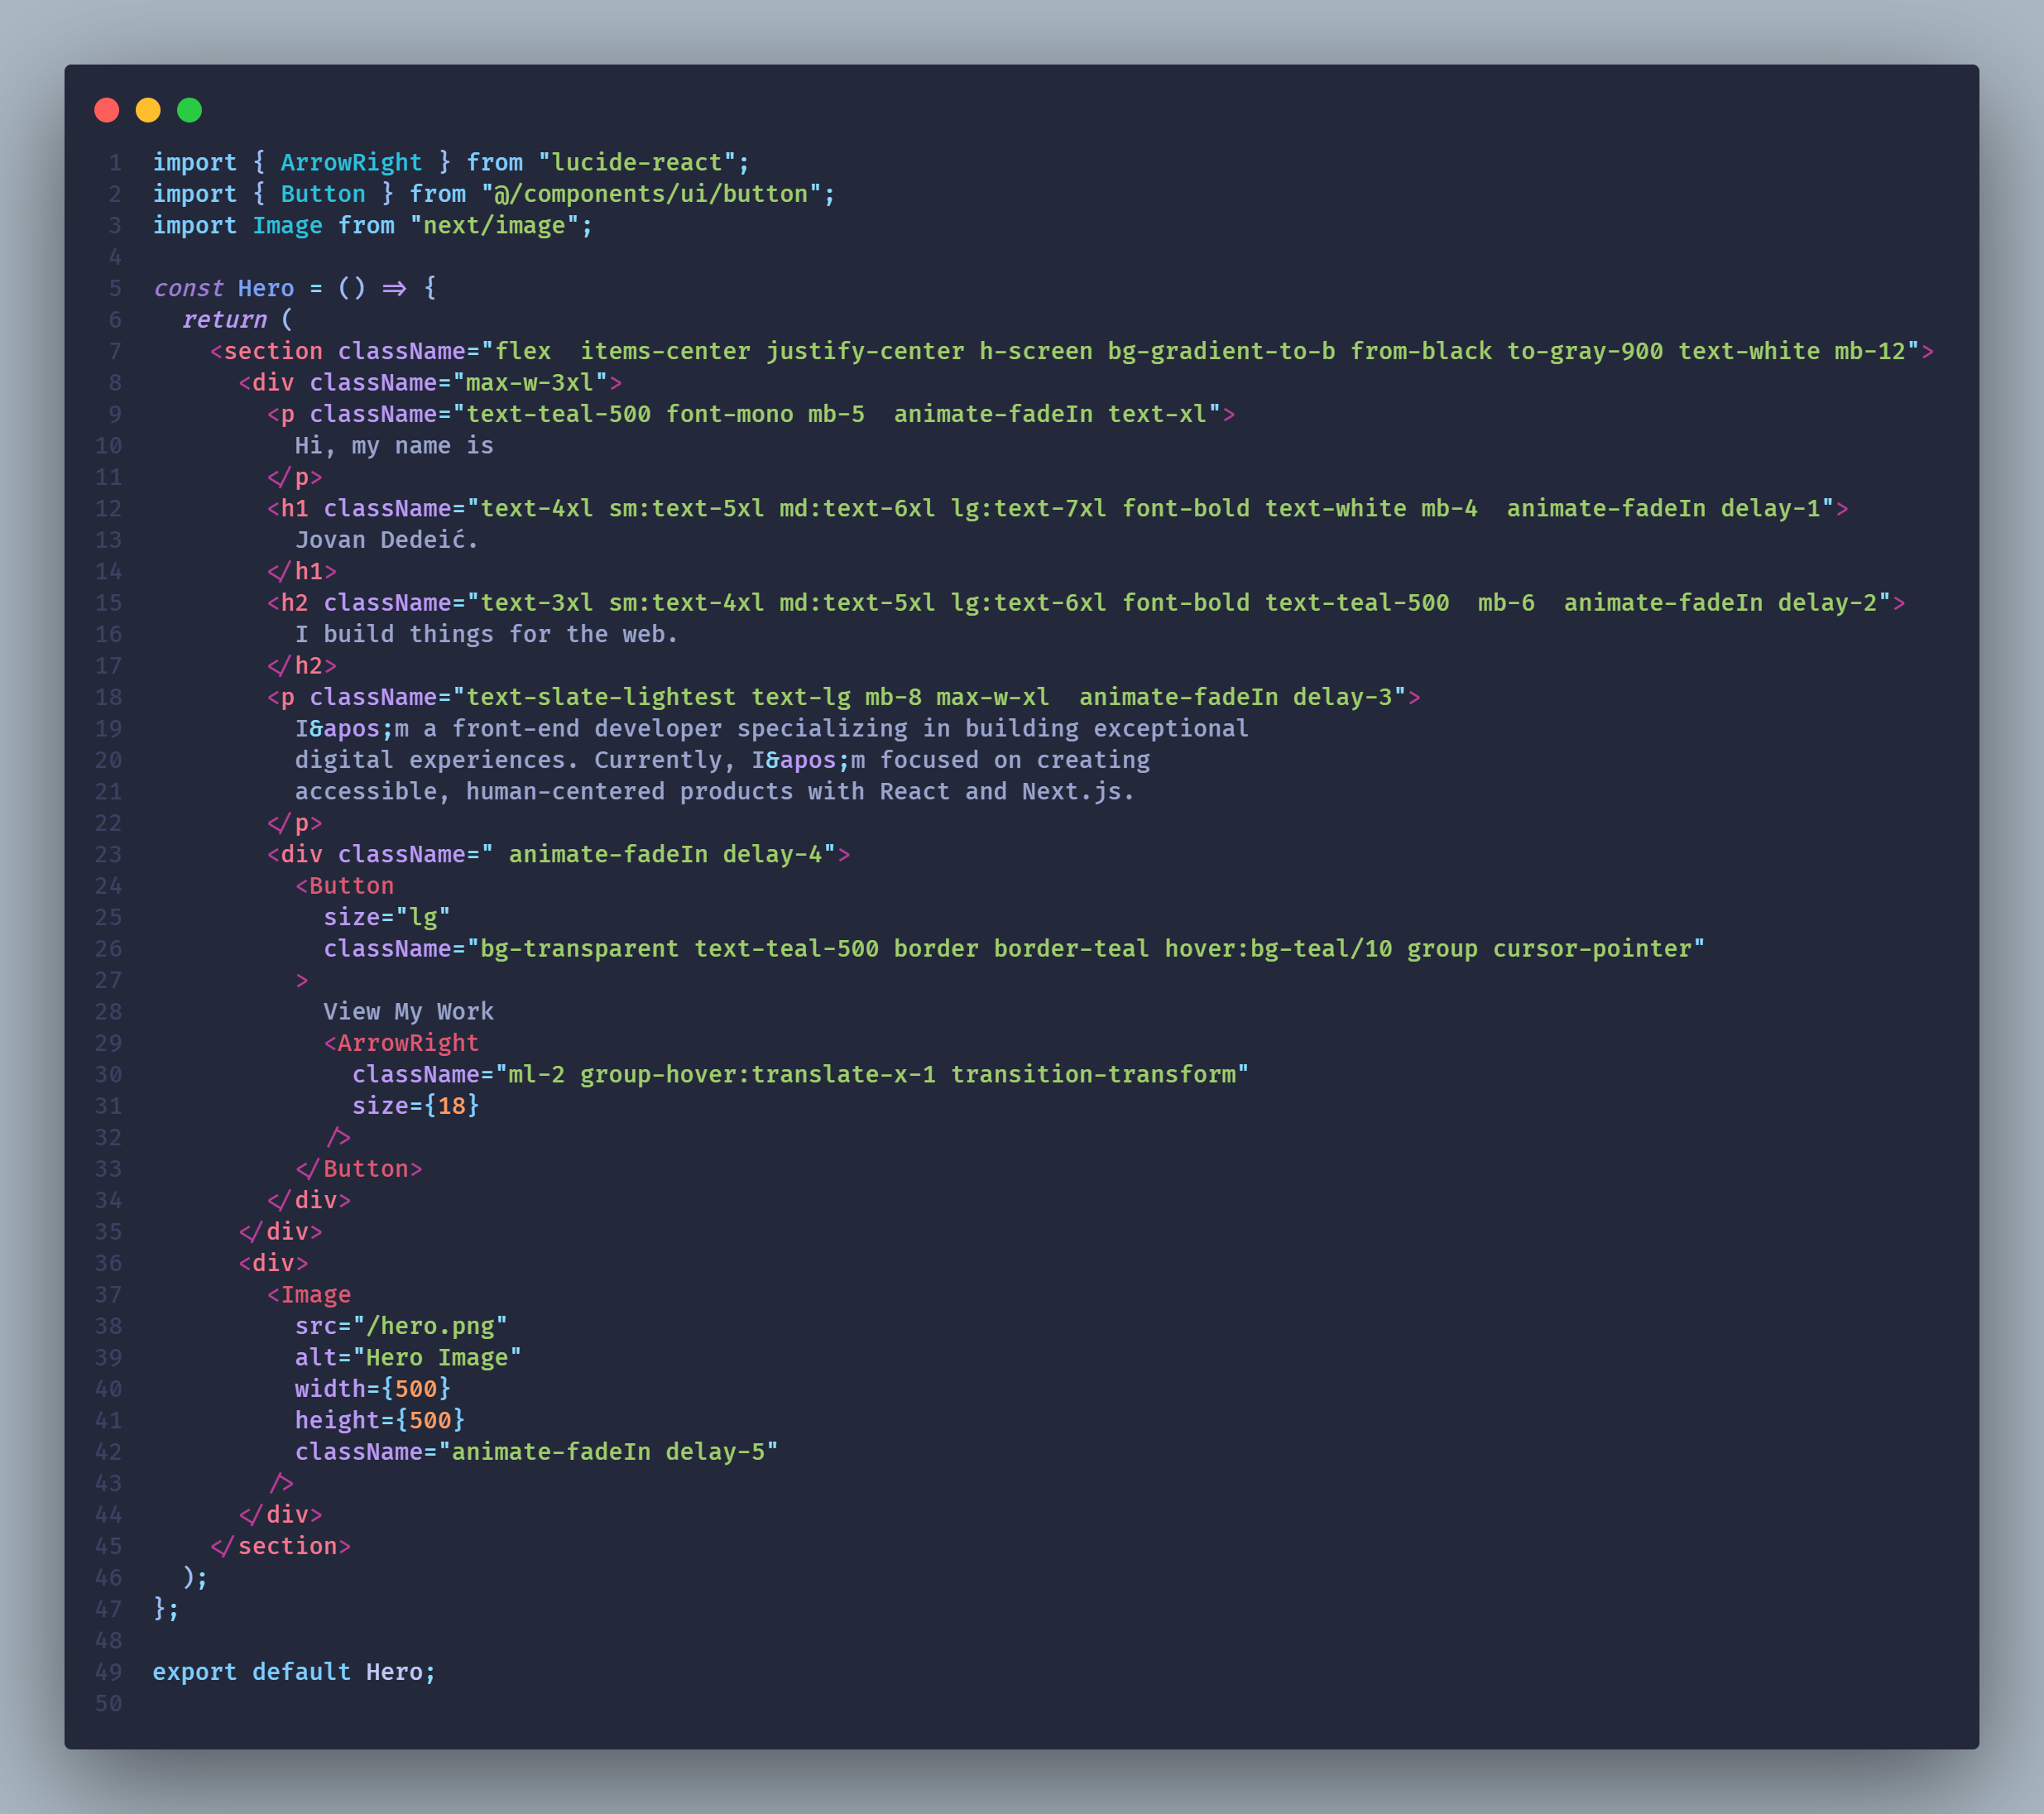 1 import { ArrowRight } from "lucide-react";
2 import { Button } from "@/components/ui/button";
3 import Image from "next/image";
4
5 const Hero = () => {
6   return (
7     <section className="flex  items-center justify-center h-screen bg-gradient-to-b from-black to-gray-900 text-white mb-12">
8       <div className="max-w-3xl">
9         <p className="text-teal-500 font-mono mb-5  animate-fadeIn text-xl">
10           Hi, my name is
11         </p>
12         <h1 className="text-4xl sm:text-5xl md:text-6xl lg:text-7xl font-bold text-white mb-4  animate-fadeIn delay-1">
13           Jovan Dedeić.
14         </h1>
15         <h2 className="text-3xl sm:text-4xl md:text-5xl lg:text-6xl font-bold text-teal-500  mb-6  animate-fadeIn delay-2">
16           I build things for the web.
17         </h2>
18         <p className="text-slate-lightest text-lg mb-8 max-w-xl  animate-fadeIn delay-3">
19           I&apos;m a front-end developer specializing in building exceptional
20           digital experiences. Currently, I&apos;m focused on creating
21           accessible, human-centered products with React and Next.js.
22         </p>
23         <div className=" animate-fadeIn delay-4">
24           <Button
25             size="lg"
26             className="bg-transparent text-teal-500 border border-teal hover:bg-teal/10 group cursor-pointer"
27           >
28             View My Work
29             <ArrowRight
30               className="ml-2 group-hover:translate-x-1 transition-transform"
31               size={18}
32             />
33           </Button>
34         </div>
35       </div>
36       <div>
37         <Image
38           src="/hero.png"
39           alt="Hero Image"
40           width={500}
41           height={500}
42           className="animate-fadeIn delay-5"
43         />
44       </div>
45     </section>
46   );
47 };
48
49 export default Hero;
50